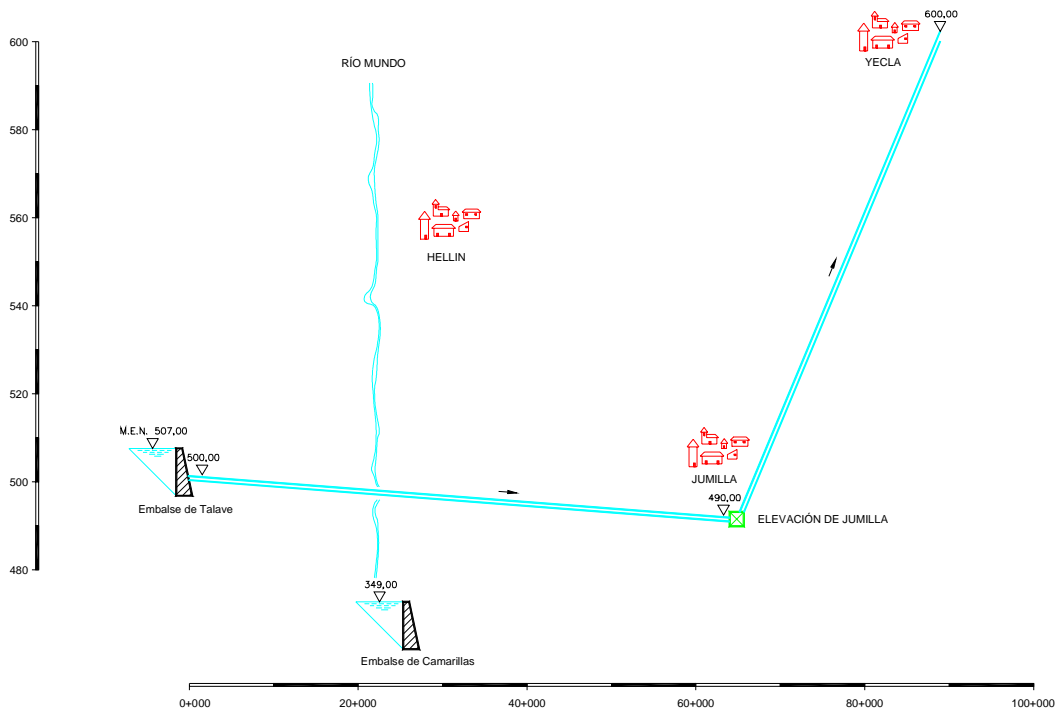 600,00
600
YECLA
RÍO MUNDO
580
560
HELLIN
540
520
M.E.N. 507,00
500,00
500
JUMILLA
490,00
Embalse de Talave
ELEVACIÓN DE JUMILLA
480
349,00
Embalse de Camarillas
0+000
20+000
40+000
60+000
80+000
100+000